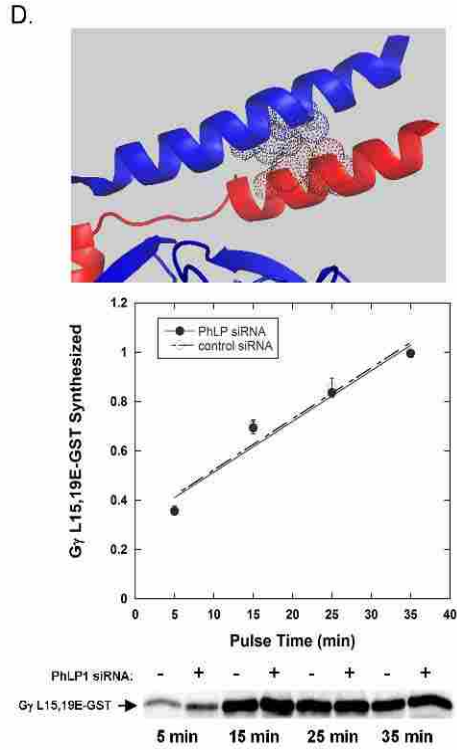 D.
1.2
1
0.8
0.6
0.4
0.2
0
PhLP siRNA
control siRNA
Gγ L15,19E-GST Synthesized
0 5 10 15 20 25 30 35 40
Pulse Time (min)
PhLP1 siRNA: - + - + - + - +
Gγ L15,19E-GST
5 min 15 min 25 min 35 min